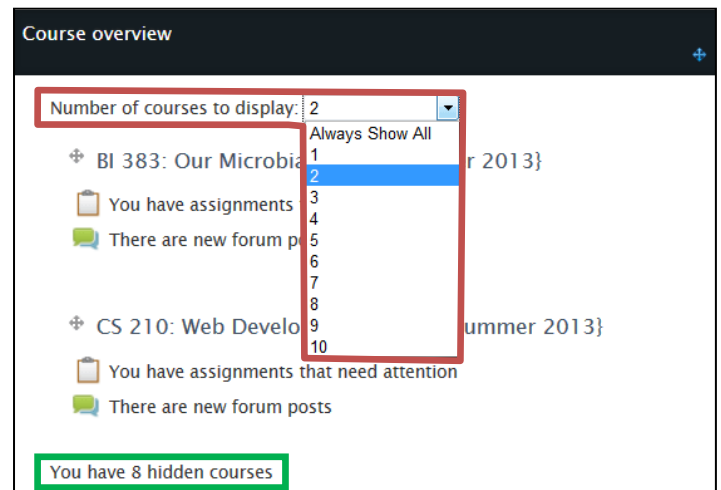 Course overview
Number of courses to display: 2
Always Show All
1
2
3
4
5
6
7
8
9
10
BI 383: Our Microbia r 2013}
You have assignments
There are new forum p
CS 210: Web Develo ummer 2013}
You have assignments that need attention
There are new forum posts
You have 8 hidden courses